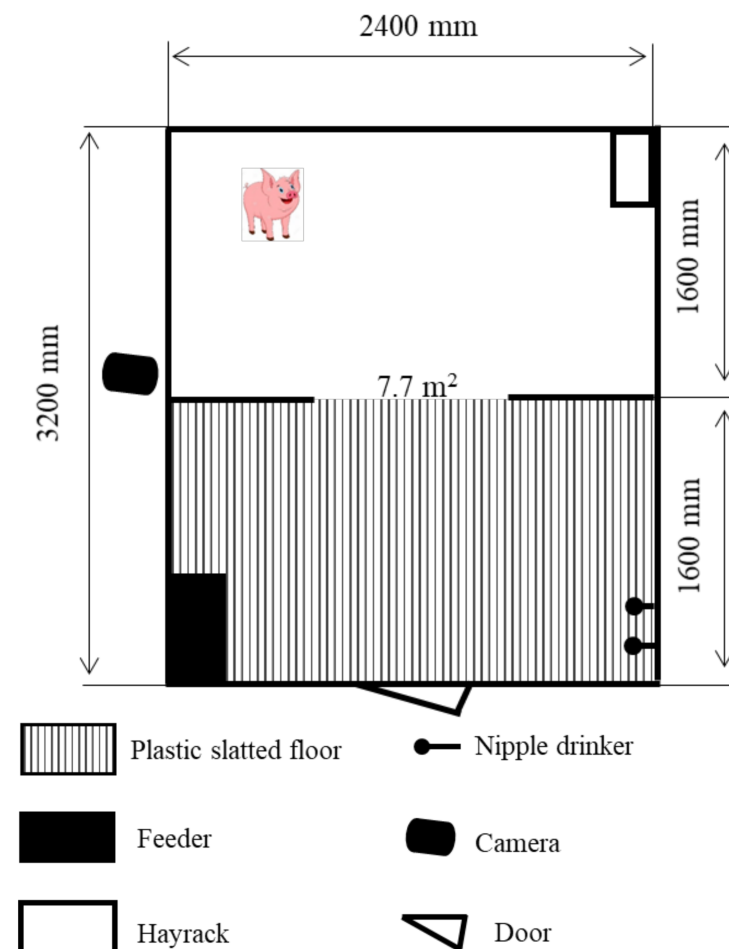 2400 mm
1600 mm
3200 mm
7.7 m²
1600 mm
Plastic slatted floor
Nipple drinker
Feeder
Camera
Hayrack
Door